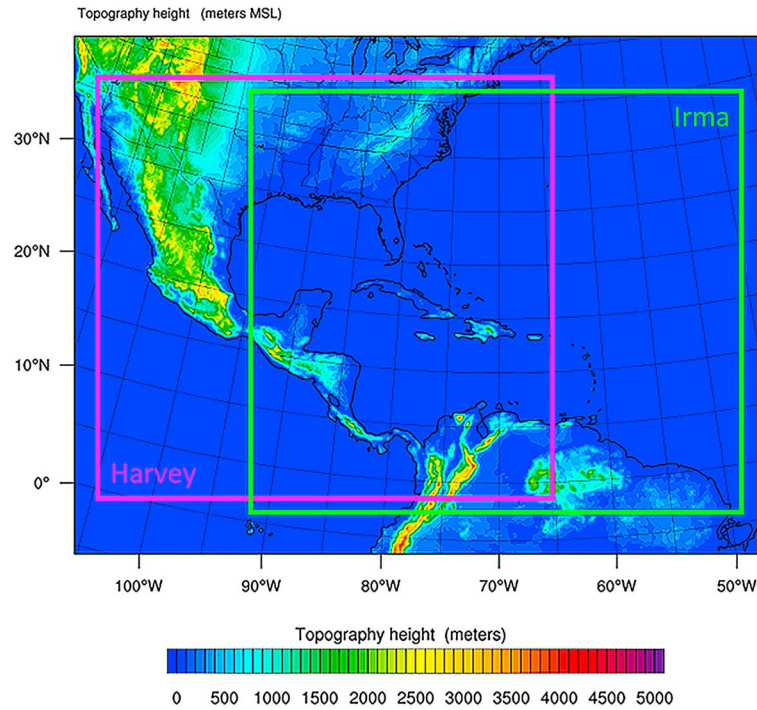 Topography height (meters MSL)
Irma
30°N
20°N
10°N
0°
Harvey
100°W 90°W 80°W 70°W 60°W 50°W
Topography height (meters)
0 500 1000 1500 2000 2500 3000 3500 4000 4500 5000